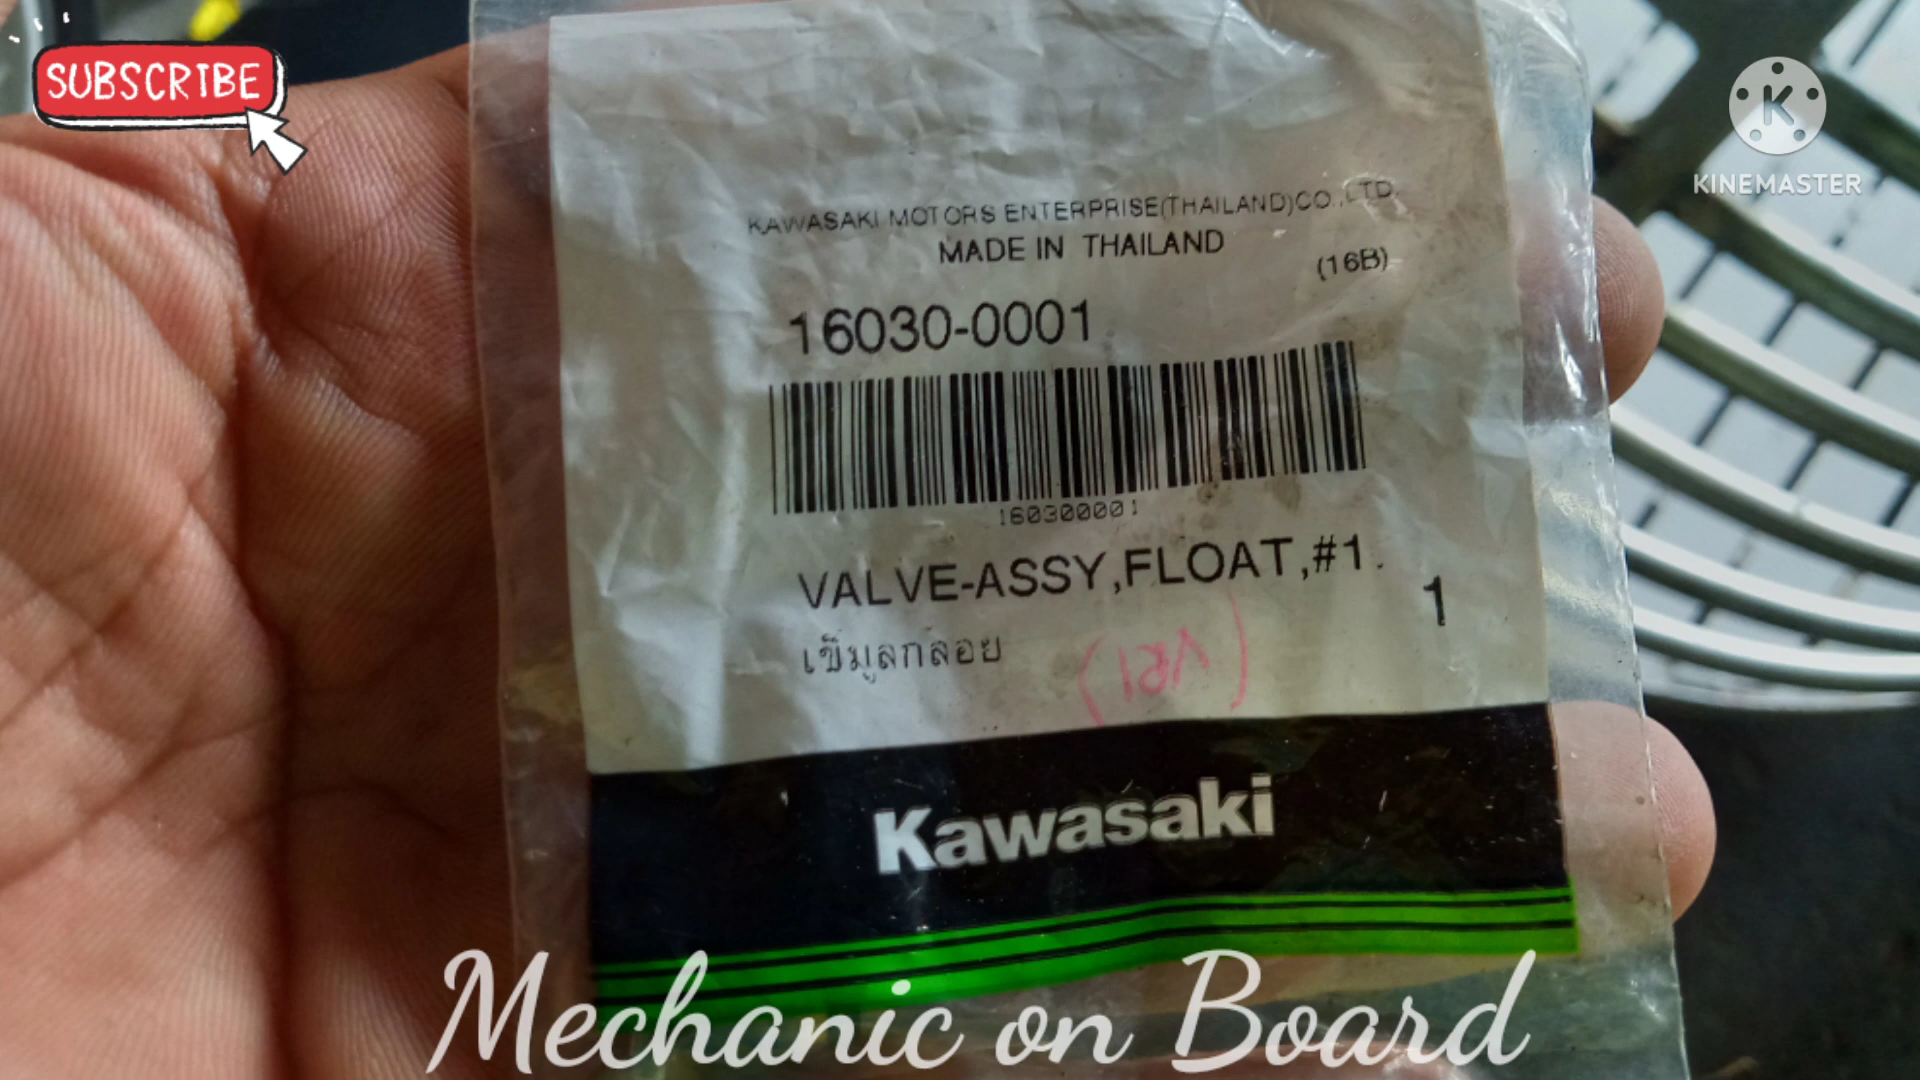 SUBSCRIBE
K
KINEMASTER
KAWASAKI MOTORS ENTERPRISE(THAILAND)CO.,LTD.
MADE IN THAILAND
(16B)
16030-0001
160300001
VALVE-ASSY,FLOAT,#1.
1
เข็มลูกลอย
Kawasaki
Mechanic on Board